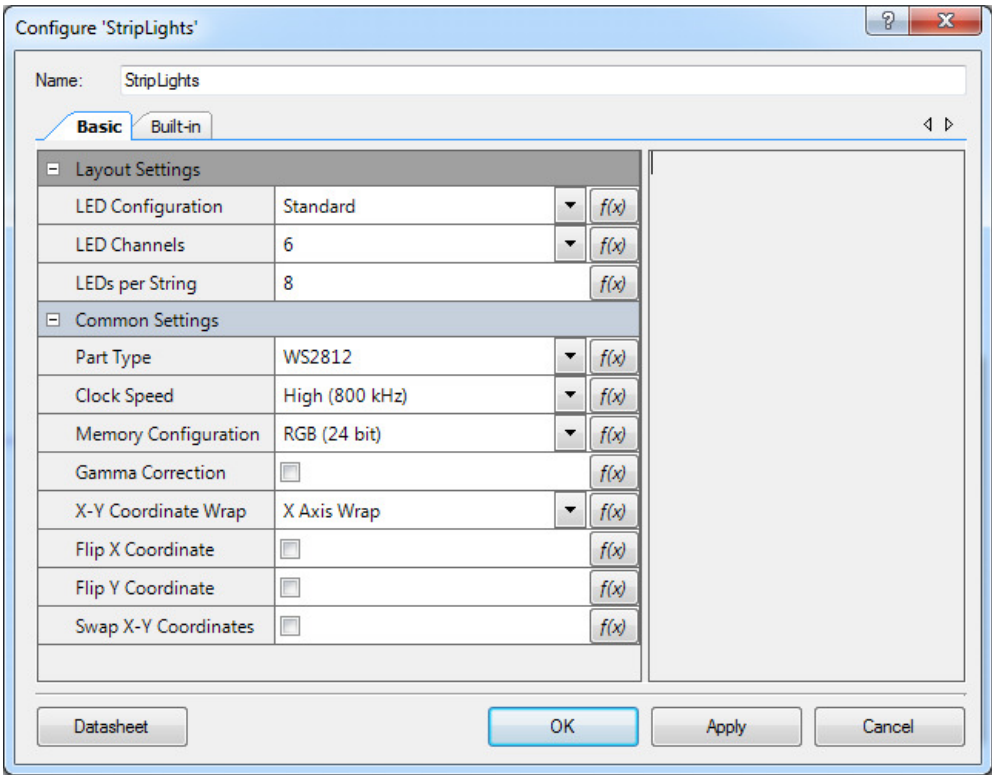 Configure 'StripLights'
?
X
Name: StripLights
Basic Built-in
Layout Settings
LED Configuration Standard f(x)
LED Channels 6 f(x)
LEDs per String 8 f(x)
Common Settings
Part Type WS2812 f(x)
Clock Speed High (800 kHz) f(x)
Memory Configuration RGB (24 bit) f(x)
Gamma Correction f(x)
X-Y Coordinate Wrap X Axis Wrap f(x)
Flip X Coordinate f(x)
Flip Y Coordinate f(x)
Swap X-Y Coordinates f(x)
Datasheet OK Apply Cancel